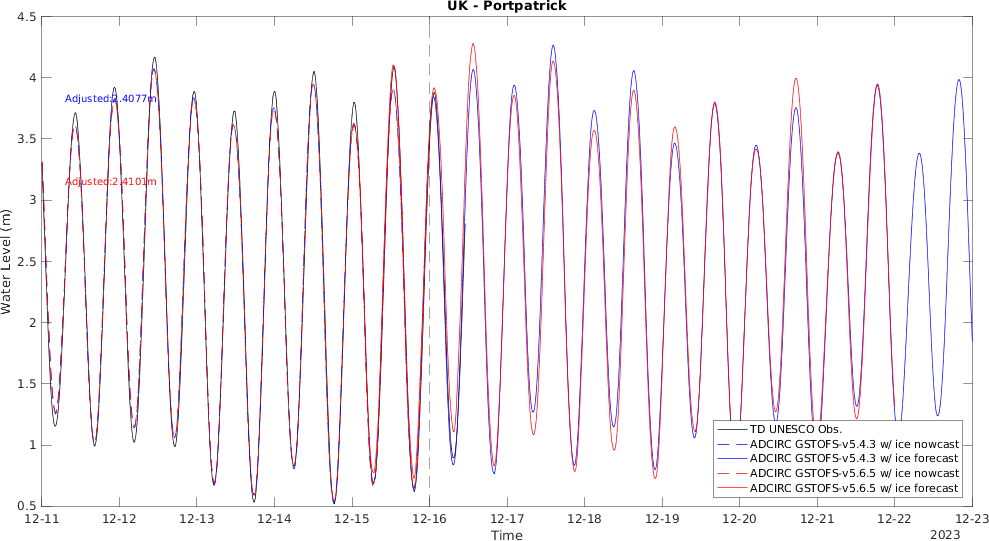 UK - Portpatrick
4.5
4
3.5
3
2.5
2
1.5
1
0.5
Water Level (m)
Adjusted:2.4077m
Adjusted:2.4101m
TD UNESCO Obs.
ADCIRC GSTOFS-v5.4.3 w/ ice nowcast
ADCIRC GSTOFS-v5.4.3 w/ ice forecast
ADCIRC GSTOFS-v5.6.5 w/ ice nowcast
ADCIRC GSTOFS-v5.6.5 w/ ice forecast
12-11 12-12 12-13 12-14 12-15 12-16 12-17 12-18 12-19 12-20 12-21 12-22 12-23
Time
2023